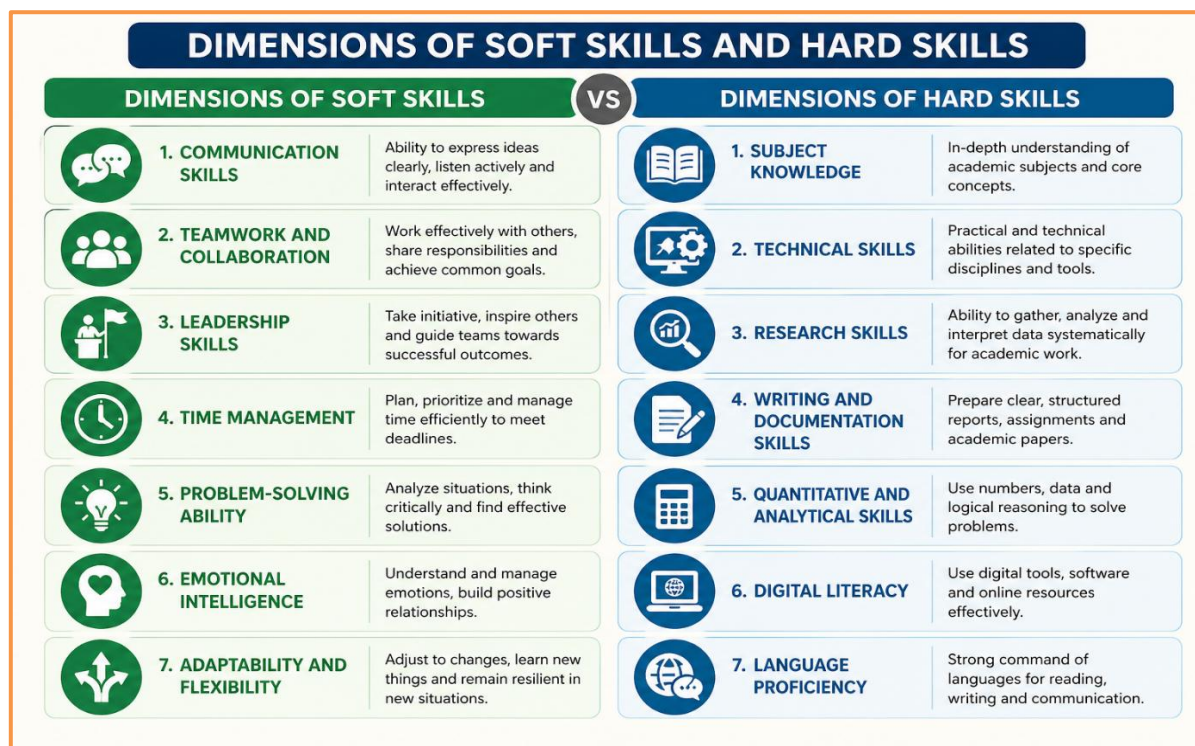 DIMENSIONS OF SOFT SKILLS AND HARD SKILLS
DIMENSIONS OF SOFT SKILLS
VS
DIMENSIONS OF HARD SKILLS
1. COMMUNICATION
SKILLS
Ability to express ideas
clearly, listen actively and
interact effectively.
2. TEAMWORK AND
COLLABORATION
Work effectively with others,
share responsibilities and
achieve common goals.
3. LEADERSHIP
SKILLS
Take initiative, inspire others
and guide teams towards
successful outcomes.
4. TIME MANAGEMENT
Plan, prioritize and manage
time efficiently to meet
deadlines.
5. PROBLEM-SOLVING
ABILITY
Analyze situations, think
critically and find effective
solutions.
6. EMOTIONAL
INTELLIGENCE
Understand and manage
emotions, build positive
relationships.
7. ADAPTABILITY AND
FLEXIBILITY
Adjust to changes, learn new
things and remain resilient in
new situations.
1. SUBJECT
KNOWLEDGE
In-depth understanding of
academic subjects and core
concepts.
2. TECHNICAL SKILLS
Practical and technical
abilities related to specific
disciplines and tools.
3. RESEARCH SKILLS
Ability to gather, analyze and
interpret data systematically
for academic work.
4. WRITING AND
DOCUMENTATION
SKILLS
Prepare clear, structured
reports, assignments and
academic papers.
5. QUANTITATIVE AND
ANALYTICAL SKILLS
Use numbers, data and
logical reasoning to solve
problems.
6. DIGITAL LITERACY
Use digital tools, software
and online resources
effectively.
7. LANGUAGE
PROFICIENCY
Strong command of
languages for reading,
writing and communication.